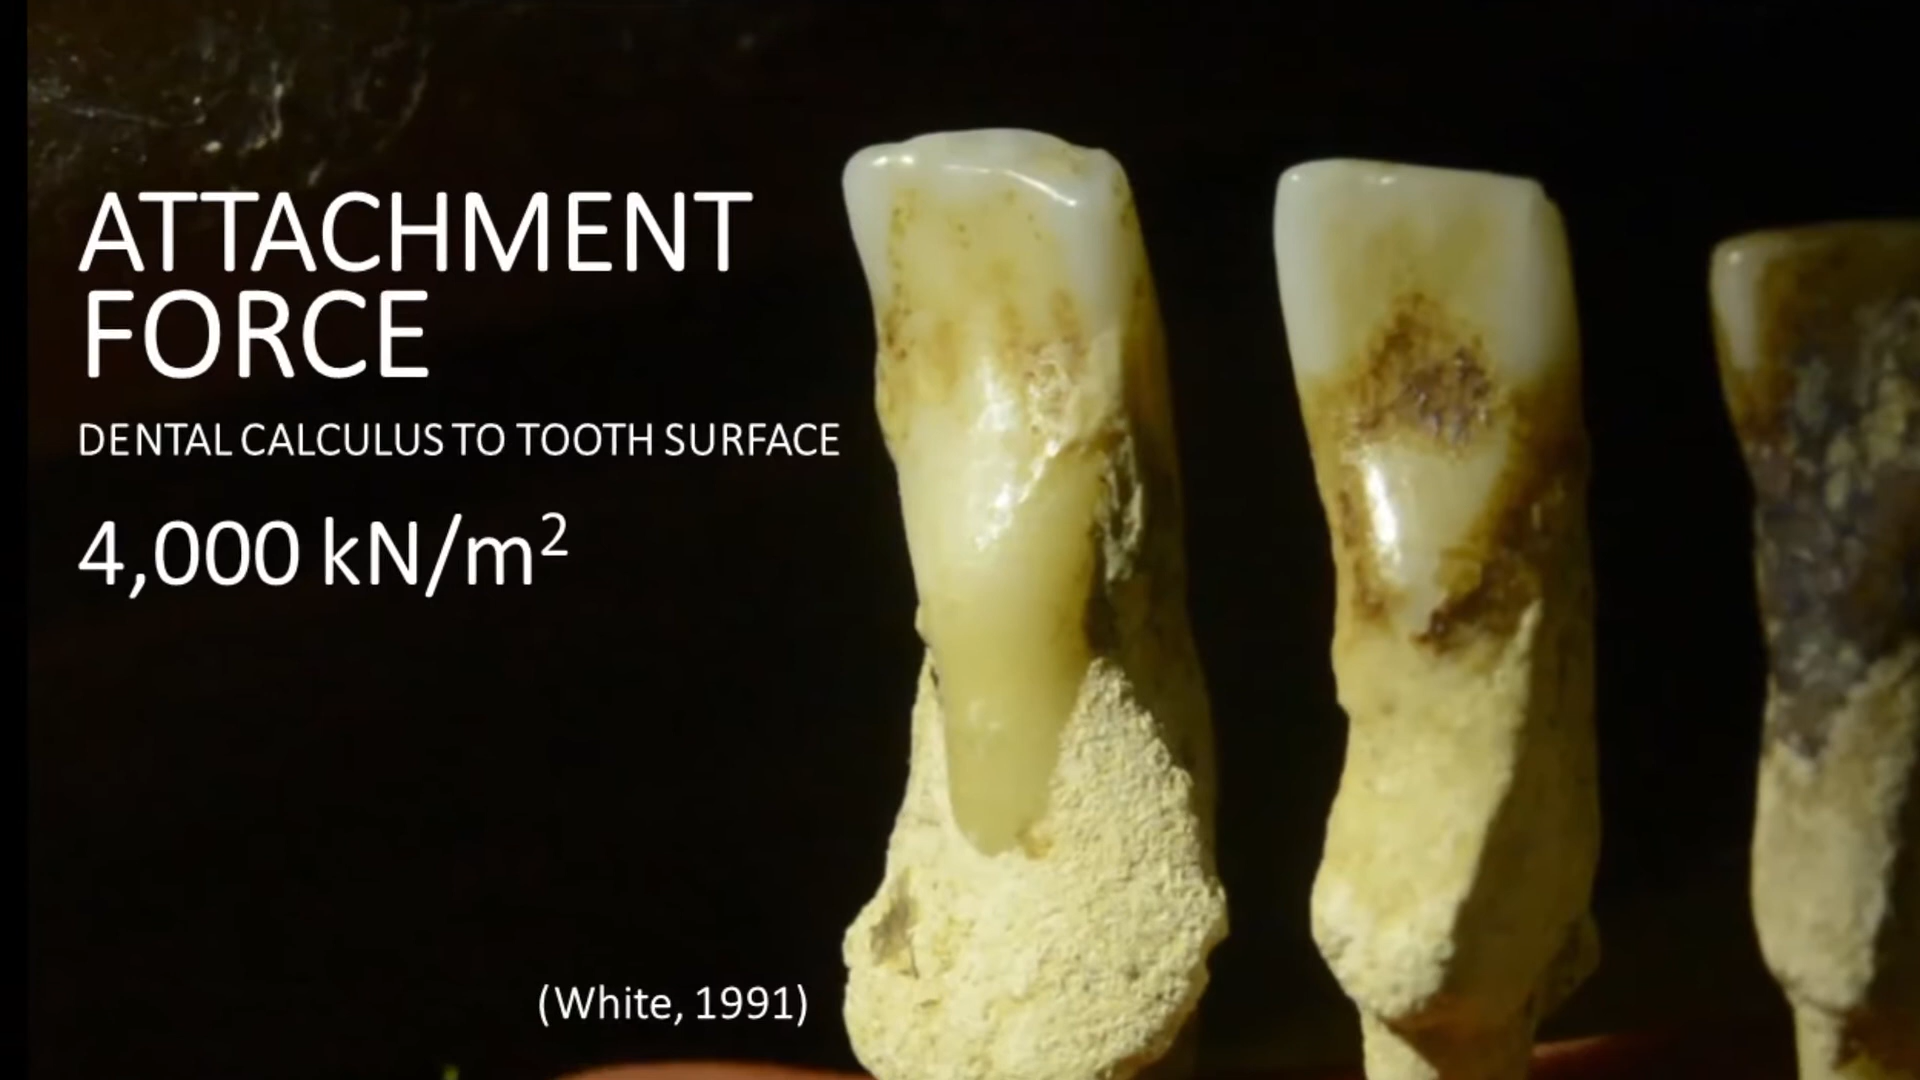 ATTACHMENT
FORCE
DENTAL CALCULUS TO TOOTH SURFACE
4,000 kN/m²
(White, 1991)